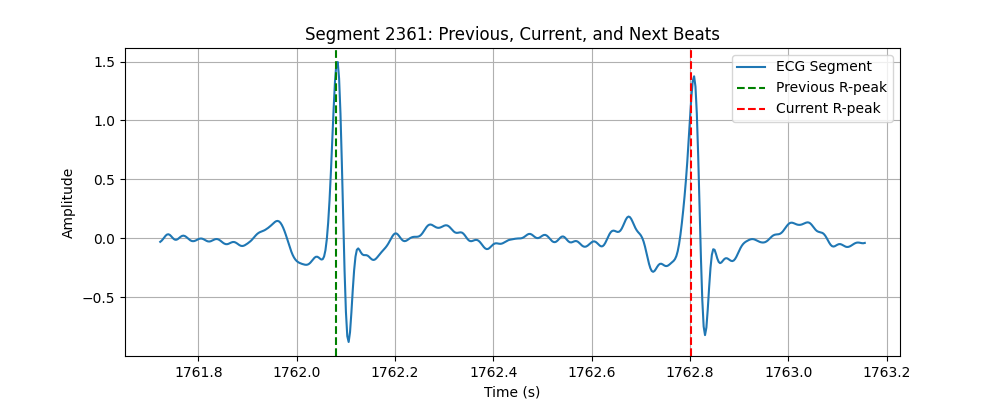 Segment 2361: Previous, Current, and Next Beats
ECG Segment
Previous R-peak
Current R-peak
1.5
1.0
0.5
0.0
−0.5
Amplitude
1761.8 1762.0 1762.2 1762.4 1762.6 1762.8 1763.0 1763.2
Time (s)